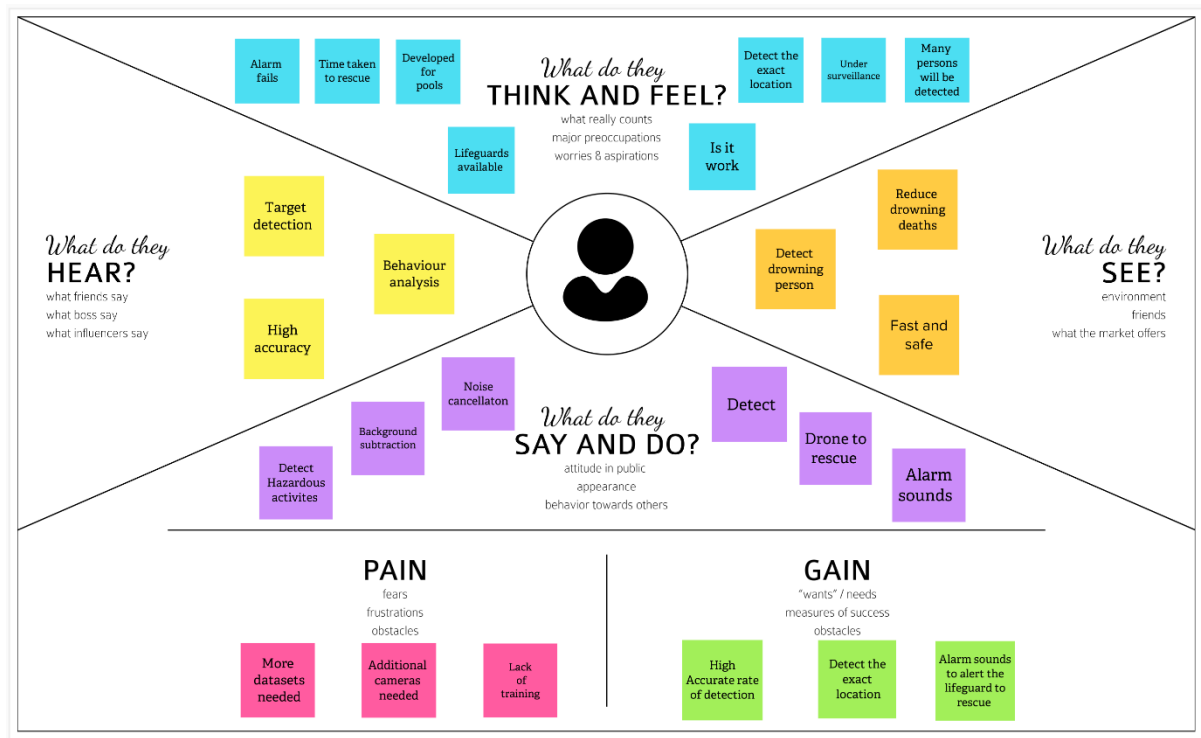 Alarm
fails
Time taken
to rescue
Developed
for
pools
What do they
THINK AND FEEL?
what really counts
major preoccupations
worries & aspirations
Detect the
exact
location
Under
surveillance
Many
persons
will be
detected
Lifeguards
available
Is it
work
What do they
HEAR?
what friends say
what boss say
what influencers say
Target
detection
Behaviour
analysis
High
accuracy
Reduce
drowning
deaths
Detect
drowning
person
Fast and
safe
What do they
SEE?
environment
friends
what the market offers
Noise
cancellaton
Background
subtraction
Detect
Hazardous
activites
What do they
SAY AND DO?
attitude in public
appearance
behavior towards others
Detect
Drone to
rescue
Alarm
sounds
PAIN
fears
frustrations
obstacles
More
datasets
needed
Additional
cameras
needed
Lack
of
training
GAIN
"wants" / needs
measures of success
obstacles
High
Accurate rate
of detection
Detect the
exact
location
Alarm sounds
to alert the
lifeguard to
rescue